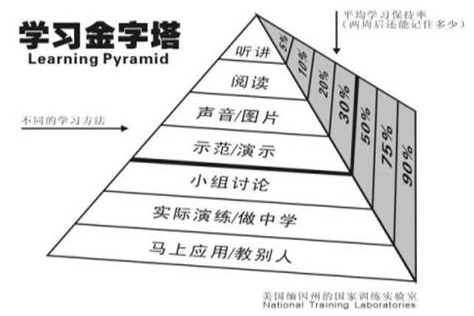 学习金字塔
Learning Pyramid
平均学习保持率
(两周后还能记住多少)
不同的学习方法
听讲
5%
阅读
10%
声音/图片
20%
示范/演示
30%
小组讨论
50%
实际演练/做中学
75%
马上应用/教别人
90%
美国缅因州的国家训练实验室
National Training Laboratories